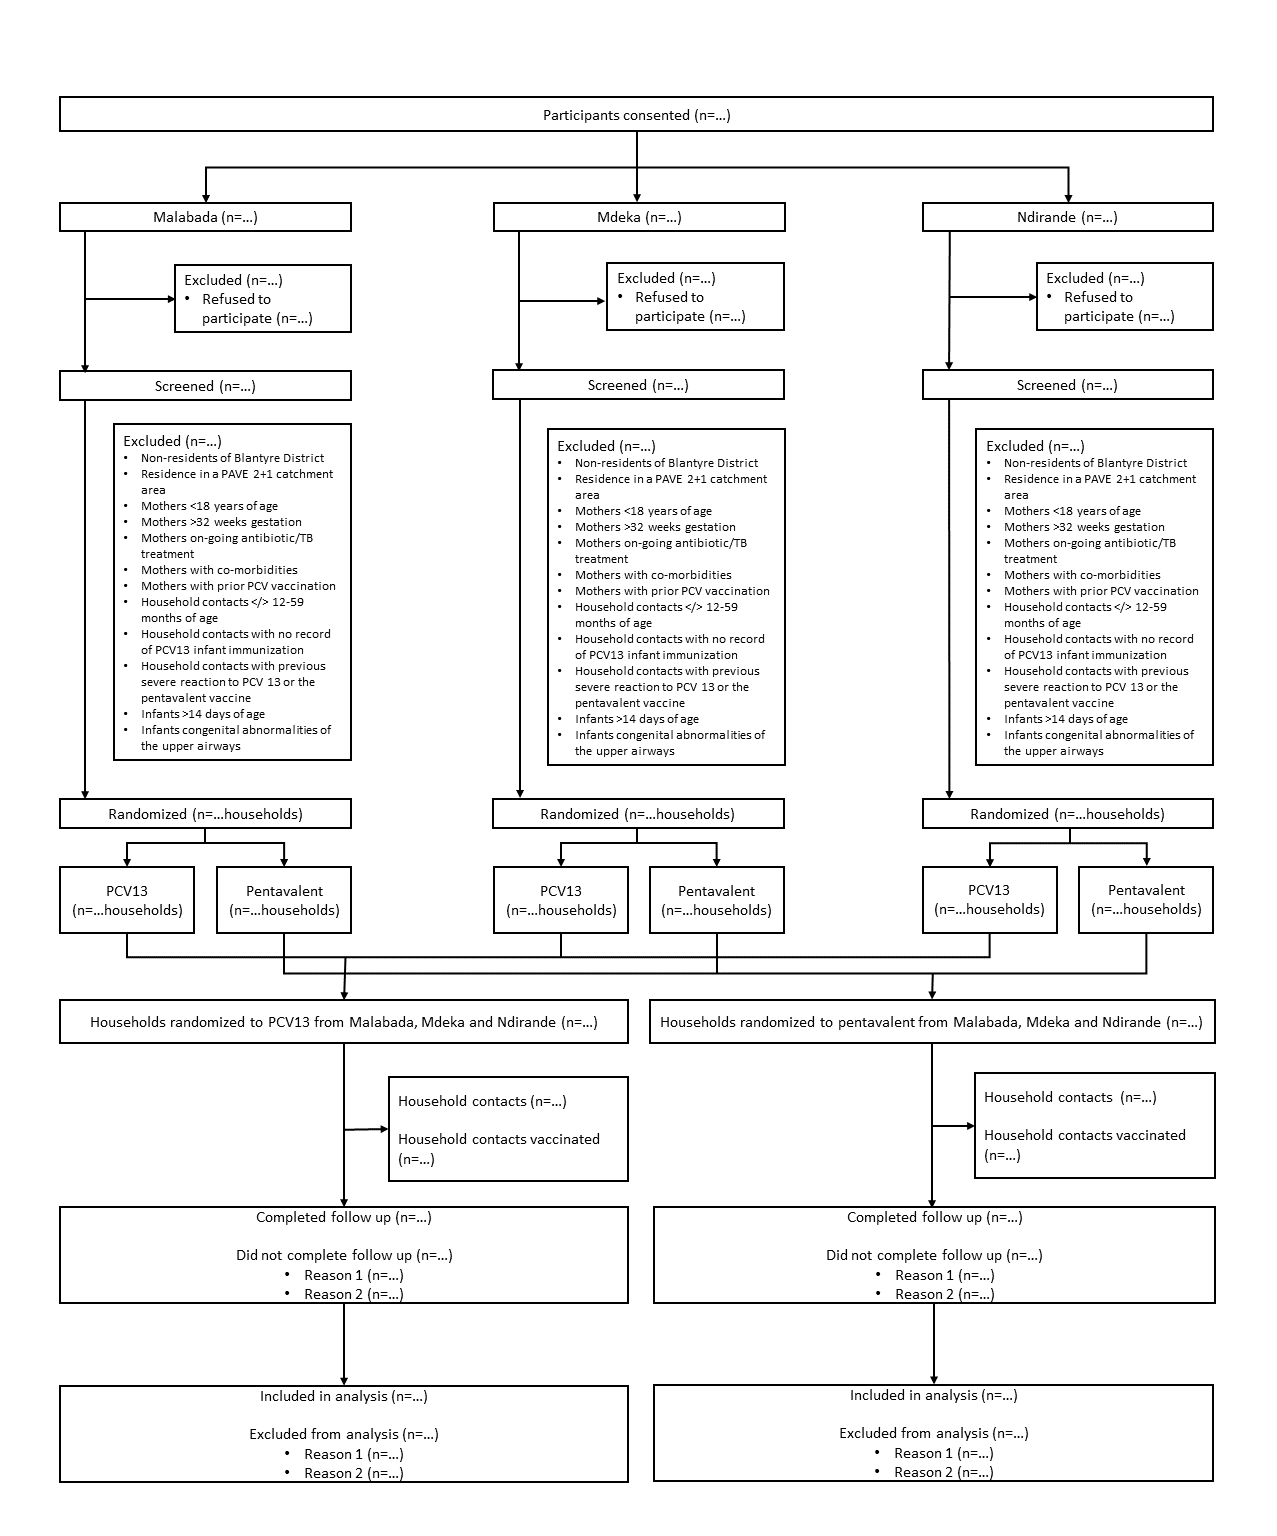 Participants consented (n=…)
Malabada (n=…)
Mdeka (n=…)
Ndirande (n=…)
Excluded (n=…)
• Refused to
participate (n=…)
Excluded (n=…)
• Refused to
participate (n=…)
Excluded (n=…)
• Refused to
participate (n=…)
Screened (n=…)
Screened (n=…)
Screened (n=…)
Excluded (n=…)
• Non-residents of Blantyre District
• Residence in a PAVE 2+1 catchment
area
• Mothers <18 years of age
• Mothers >32 weeks gestation
• Mothers on-going antibiotic/TB
treatment
• Mothers with co-morbidities
• Mothers with prior PCV vaccination
• Household contacts </> 12-59
months of age
• Household contacts with no record
of PCV13 infant immunization
• Household contacts with previous
severe reaction to PCV 13 or the
pentavalent vaccine
• Infants >14 days of age
• Infants congenital abnormalities of
the upper airways
Excluded (n=…)
• Non-residents of Blantyre District
• Residence in a PAVE 2+1 catchment
area
• Mothers <18 years of age
• Mothers >32 weeks gestation
• Mothers on-going antibiotic/TB
treatment
• Mothers with co-morbidities
• Mothers with prior PCV vaccination
• Household contacts </> 12-59
months of age
• Household contacts with no record
of PCV13 infant immunization
• Household contacts with previous
severe reaction to PCV 13 or the
pentavalent vaccine
• Infants >14 days of age
• Infants congenital abnormalities of
the upper airways
Excluded (n=…)
• Non-residents of Blantyre District
• Residence in a PAVE 2+1 catchment
area
• Mothers <18 years of age
• Mothers >32 weeks gestation
• Mothers on-going antibiotic/TB
treatment
• Mothers with co-morbidities
• Mothers with prior PCV vaccination
• Household contacts </> 12-59
months of age
• Household contacts with no record
of PCV13 infant immunization
• Household contacts with previous
severe reaction to PCV 13 or the
pentavalent vaccine
• Infants >14 days of age
• Infants congenital abnormalities of
the upper airways
Randomized (n=…households)
Randomized (n=…households)
Randomized (n=…households)
PCV13
(n=…households)
Pentavalent
(n=…households)
PCV13
(n=…households)
Pentavalent
(n=…households)
PCV13
(n=…households)
Pentavalent
(n=…households)
Households randomized to PCV13 from Malabada, Mdeka and Ndirande (n=…)
Households randomized to pentavalent from Malabada, Mdeka and Ndirande (n=…)
Household contacts (n=…)
Household contacts vaccinated
(n=…)
Household contacts (n=…)
Household contacts vaccinated
(n=…)
Completed follow up (n=…)
Did not complete follow up (n=…)
• Reason 1 (n=…)
• Reason 2 (n=…)
Completed follow up (n=…)
Did not complete follow up (n=…)
• Reason 1 (n=…)
• Reason 2 (n=…)
Included in analysis (n=…)
Excluded from analysis (n=…)
• Reason 1 (n=…)
• Reason 2 (n=…)
Included in analysis (n=…)
Excluded from analysis (n=…)
• Reason 1 (n=…)
• Reason 2 (n=…)